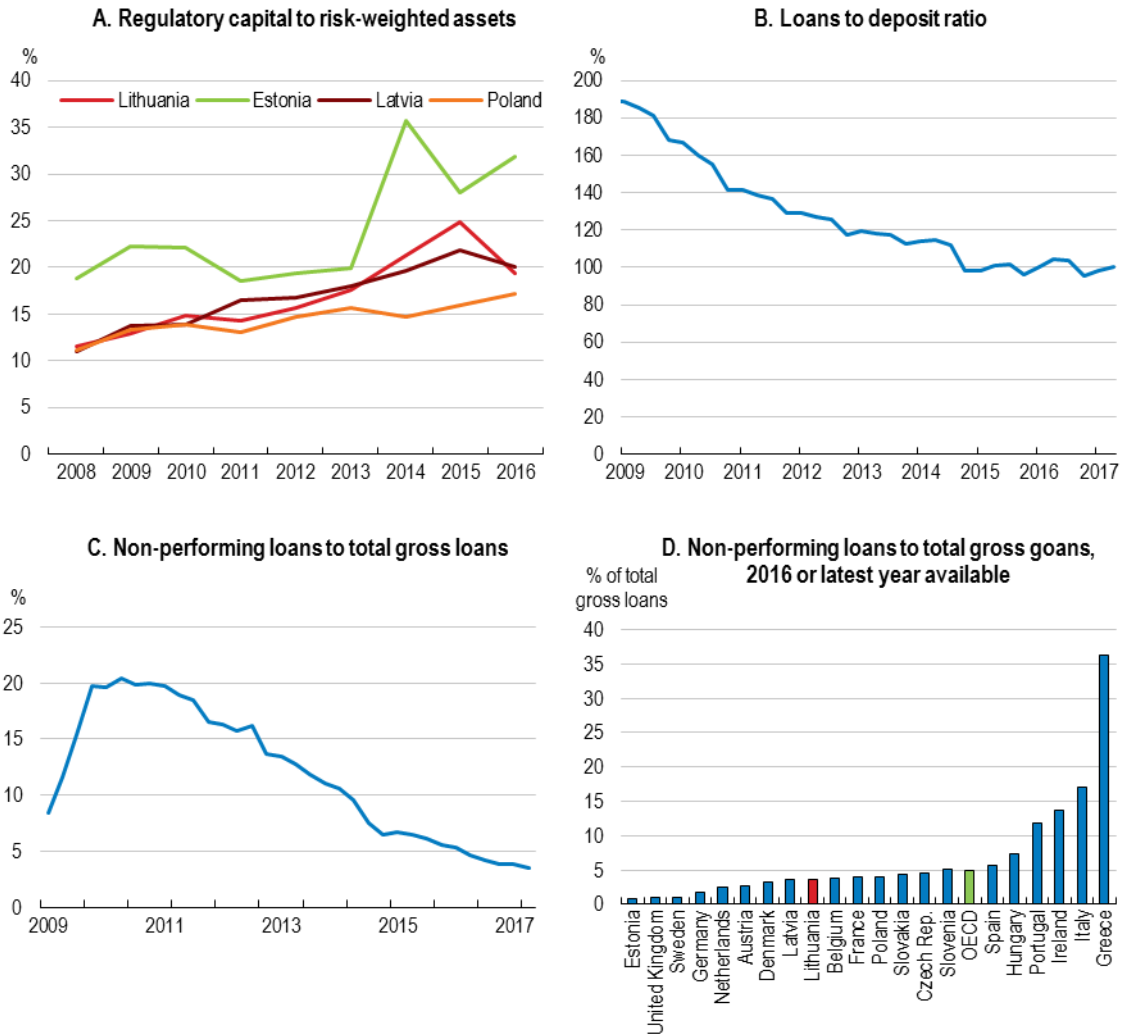 A. Regulatory capital to risk-weighted assets
%
40
35
30
25
20
15
10
5
0
Lithuania Estonia Latvia Poland
2008 2009 2010 2011 2012 2013 2014 2015 2016
B. Loans to deposit ratio
%
200
180
160
140
120
100
80
60
40
20
0
2009 2010 2011 2012 2013 2014 2015 2016 2017
C. Non-performing loans to total gross loans
%
25
20
15
10
5
0
2009 2011 2013 2015 2017
D. Non-performing loans to total gross goans,
2016 or latest year available
% of total
gross loans
40
35
30
25
20
15
10
5
0
Estonia
United Kingdom
Sweden
Germany
Netherlands
Austria
Denmark
Latvia
Lithuania
Belgium
France
Poland
Slovakia
Czech Rep.
Slovenia
OECD
Spain
Hungary
Portugal
Ireland
Italy
Greece